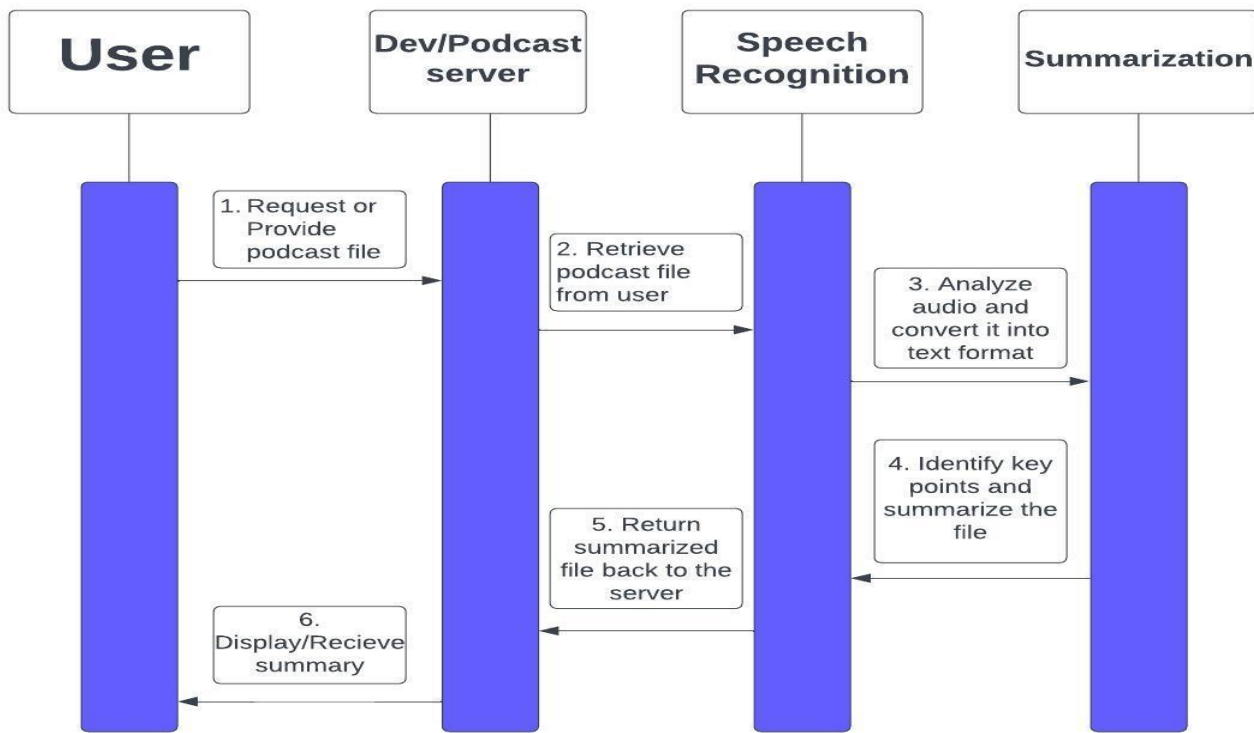 User
Dev/Podcast
server
Speech
Recognition
Summarization
1. Request or
Provide
podcast file
2. Retrieve
podcast file
from user
3. Analyze
audio and
convert it into
text format
4. Identify key
points and
summarize the
file
5. Return
summarized
file back to the
server
6.
Display/Recieve
summary